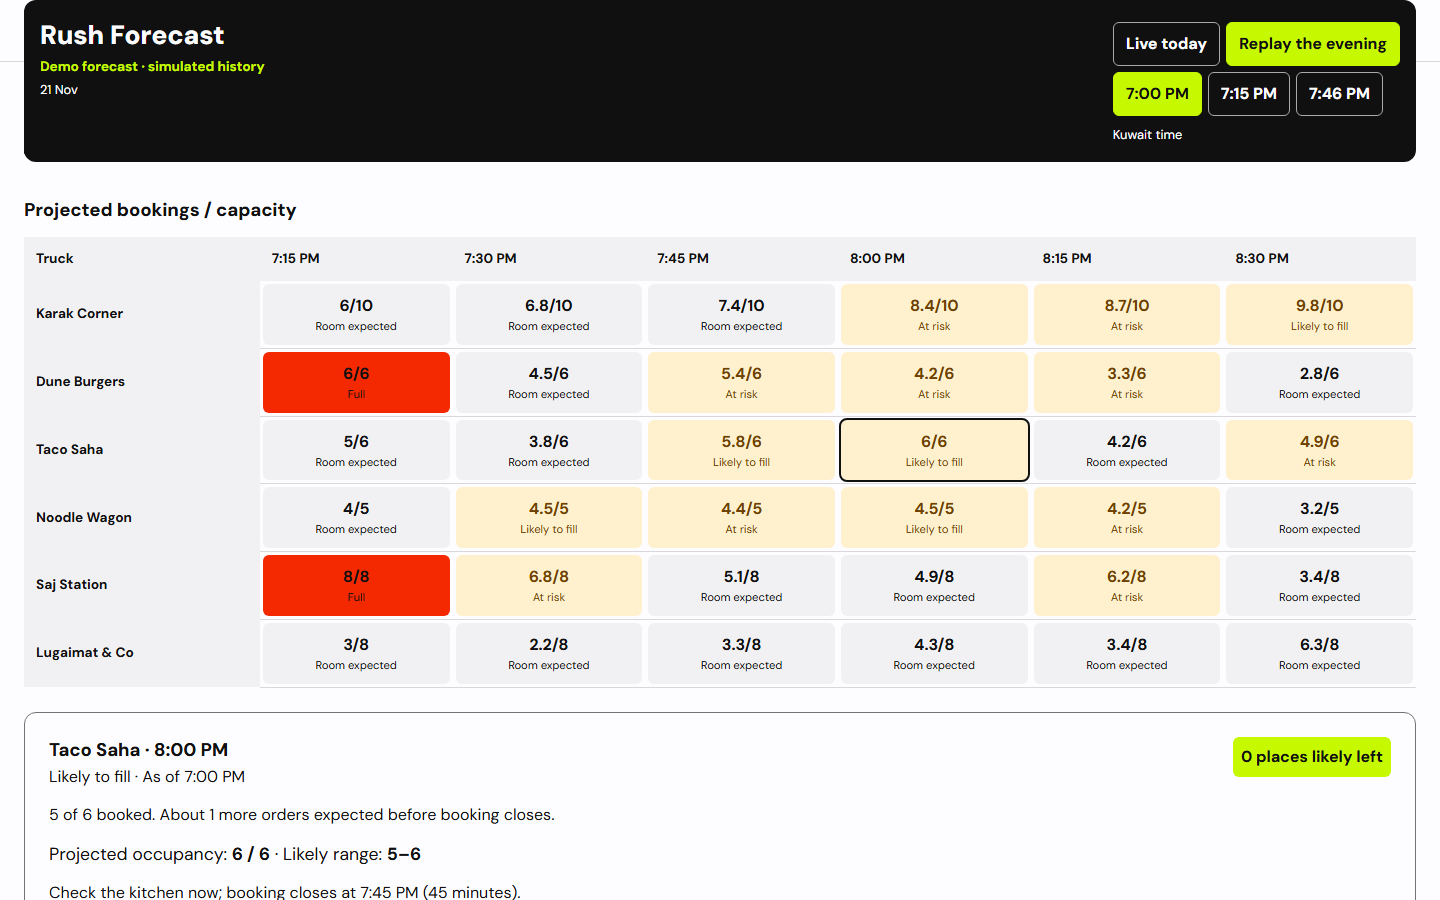 Rush Forecast
Demo forecast · simulated history
21 Nov
Live today
Replay the evening
7:00 PM
7:15 PM
7:46 PM
Kuwait time
Projected bookings / capacity
Truck 7:15 PM 7:30 PM 7:45 PM 8:00 PM 8:15 PM 8:30 PM
Karak Corner
6/10 6.8/10 7.4/10 8.4/10 8.7/10 9.8/10
Room expected Room expected Room expected At risk At risk Likely to fill
Dune Burgers
6/6 4.5/6 5.4/6 4.2/6 3.3/6 2.8/6
Full Room expected At risk At risk At risk Room expected
Taco Saha
5/6 3.8/6 5.8/6 6/6 4.2/6 4.9/6
Room expected Room expected Likely to fill Likely to fill Room expected At risk
Noodle Wagon
4/5 4.5/5 4.4/5 4.5/5 4.2/5 3.2/5
Room expected Likely to fill At risk Likely to fill At risk Room expected
Saj Station
8/8 6.8/8 5.1/8 4.9/8 6.2/8 3.4/8
Full At risk Room expected Room expected At risk Room expected
Lugaimat & Co
3/8 2.2/8 3.3/8 4.3/8 3.4/8 6.3/8
Room expected Room expected Room expected Room expected Room expected Room expected
Taco Saha · 8:00 PM
0 places likely left
Likely to fill · As of 7:00 PM
5 of 6 booked. About 1 more orders expected before booking closes.
Projected occupancy: 6 / 6 · Likely range: 5–6
Check the kitchen now; booking closes at 7:45 PM (45 minutes).